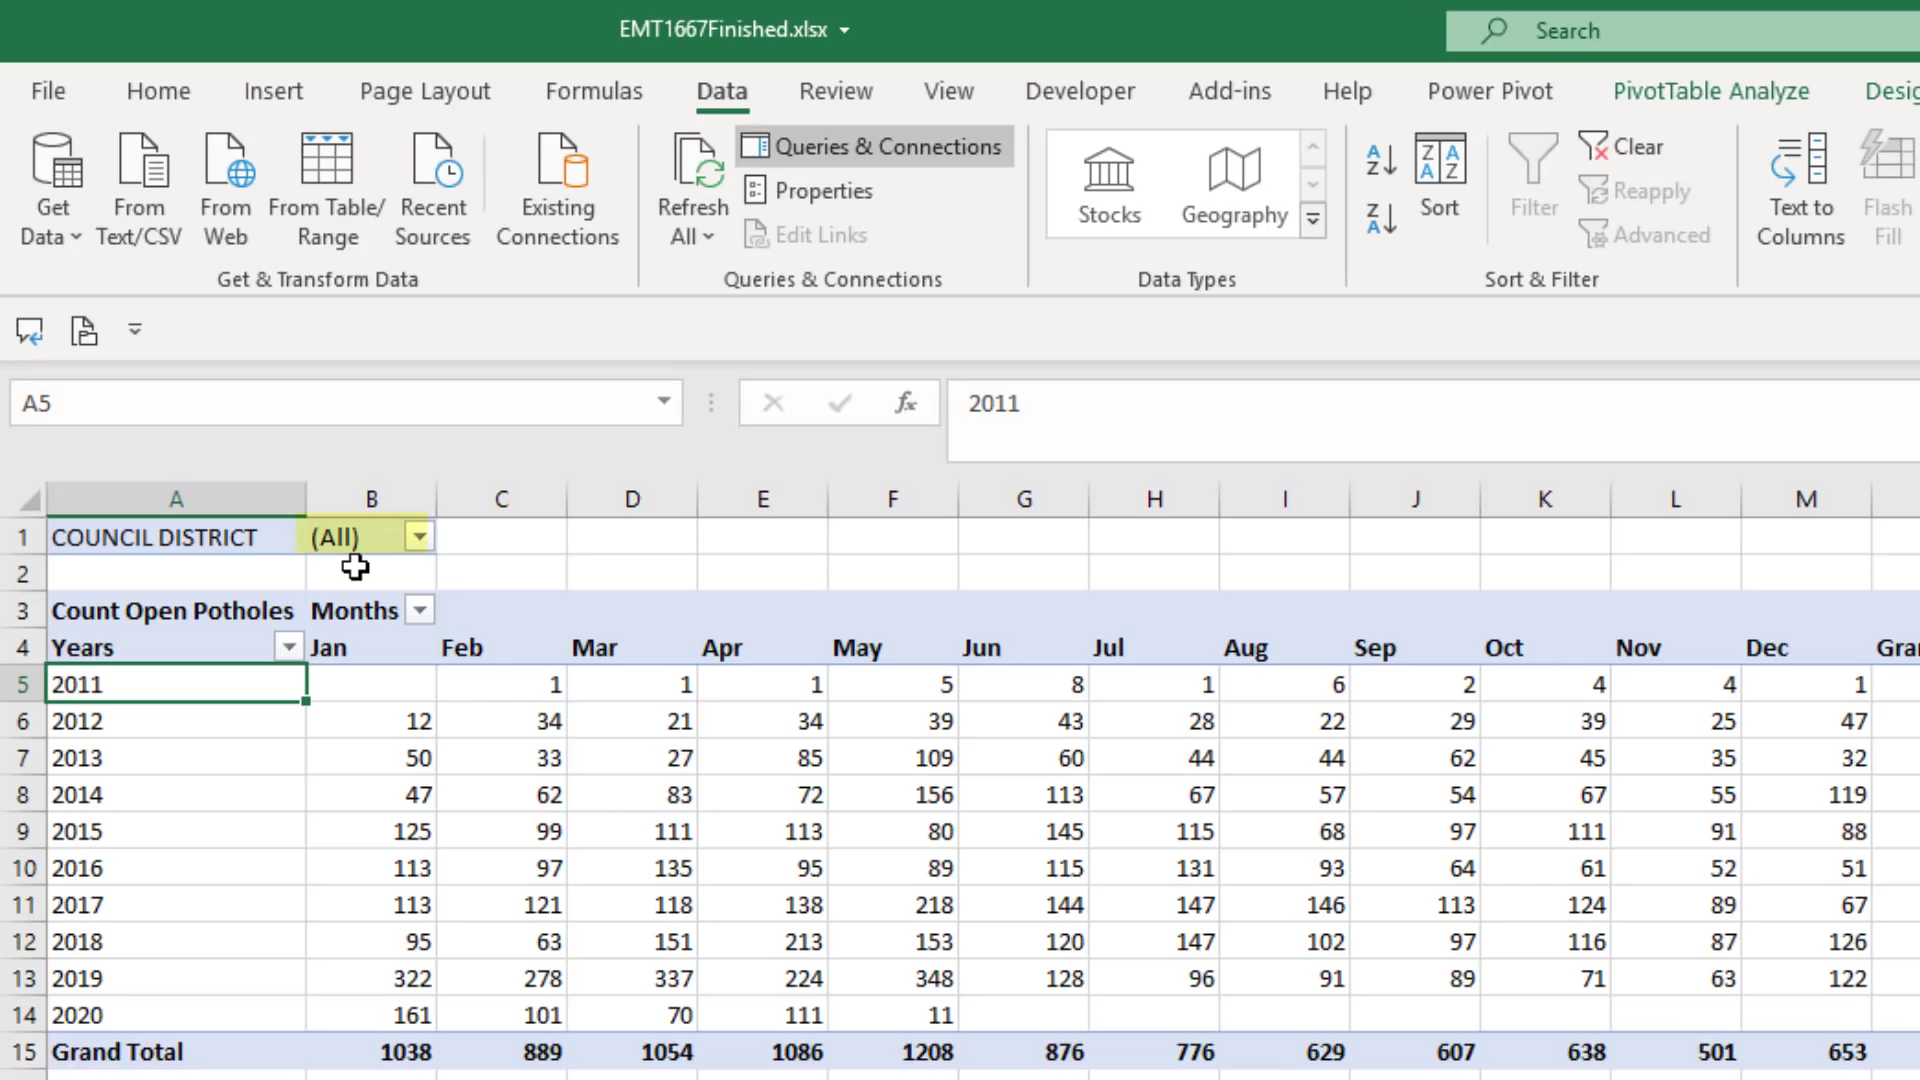 EMT1667Finished.xlsx
Search
File Home Insert Page Layout Formulas Data Review View Developer Add-ins Help Power Pivot PivotTable Analyze Desig
Get Data
From Text/CSV
From Web
From Table/ Range
Recent Sources
Existing Connections
Get & Transform Data
Refresh All
Queries & Connections
Properties
Edit Links
Queries & Connections
Stocks
Geography
Data Types
Sort
Filter
Clear
Reapply
Advanced
Sort & Filter
Text to Columns
Flash Fill
A5 fx 2011
A B C D E F G H I J K L M
1 COUNCIL DISTRICT (All)
2
3 Count Open Potholes Months
4 Years Jan Feb Mar Apr May Jun Jul Aug Sep Oct Nov Dec Gran
5 2011 1 1 1 5 8 1 6 2 4 4 1
6 2012 12 34 21 34 39 43 28 22 29 39 25 47
7 2013 50 33 27 85 109 60 44 44 62 45 35 32
8 2014 47 62 83 72 156 113 67 57 54 67 55 119
9 2015 125 99 111 113 80 145 115 68 97 111 91 88
10 2016 113 97 135 95 89 115 131 93 64 61 52 51
11 2017 113 121 118 138 218 144 147 146 113 124 89 67
12 2018 95 63 151 213 153 120 147 102 97 116 87 126
13 2019 322 278 337 224 348 128 96 91 89 71 63 122
14 2020 161 101 70 111 11
15 Grand Total 1038 889 1054 1086 1208 876 776 629 607 638 501 653